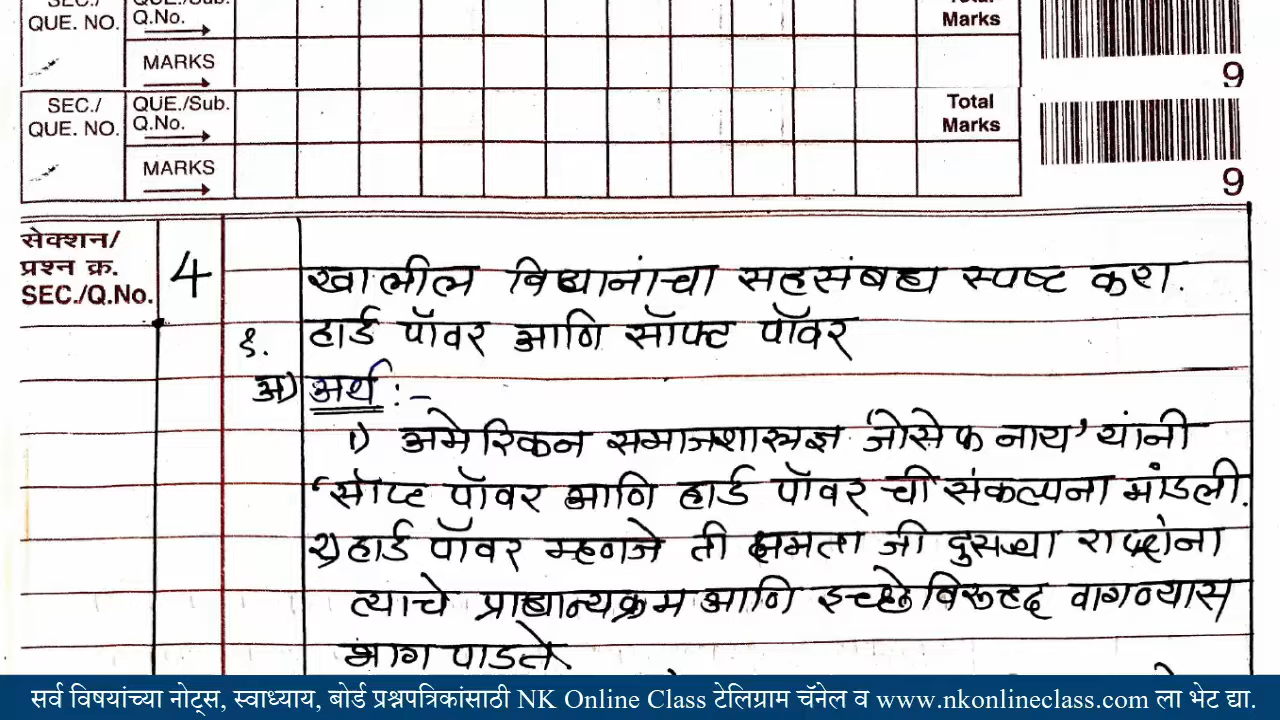 SEC./ QUE./Sub. Total
QUE. NO. Q.No. Marks
MARKS
9
SEC./ QUE./Sub. Total
QUE. NO. Q.No. Marks
MARKS
9
सेक्शन/
प्रश्न क्र.
SEC./Q.No.
4 खालील विधानांचा सहसंबंध स्पष्ट करा.
१. हार्ड पॉवर आणि सॉफ्ट पॉवर
अ) अर्थ :-
१) अमेरिकन समाजशास्त्रज्ञ 'जोसेफ नाय' यांनी
'सॉफ्ट पॉवर आणि हार्ड पॉवर' ची संकल्पना मांडली.
२) हार्ड पॉवर म्हणजे ती क्षमता जी दुसऱ्या राष्ट्रांना
त्याचे प्राधान्यक्रम आणि इच्छेविरुद्ध वागण्यास
भाग पाडते.
सर्व विषयांच्या नोट्स, स्वाध्याय, बोर्ड प्रश्नपत्रिकांसाठी NK Online Class टेलिग्राम चॅनेल व www.nkonlineclass.com ला भेट द्या.